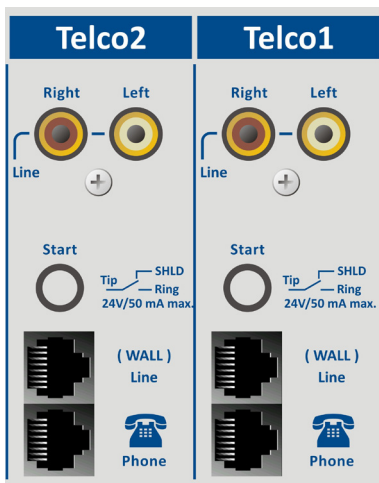 Telco2
Right Left
Line
Start
Tip SHLD
Ring
24V/50 mA max.
( WALL )
Line
Phone
Telco1
Right Left
Line
Start
Tip SHLD
Ring
24V/50 mA max.
( WALL )
Line
Phone